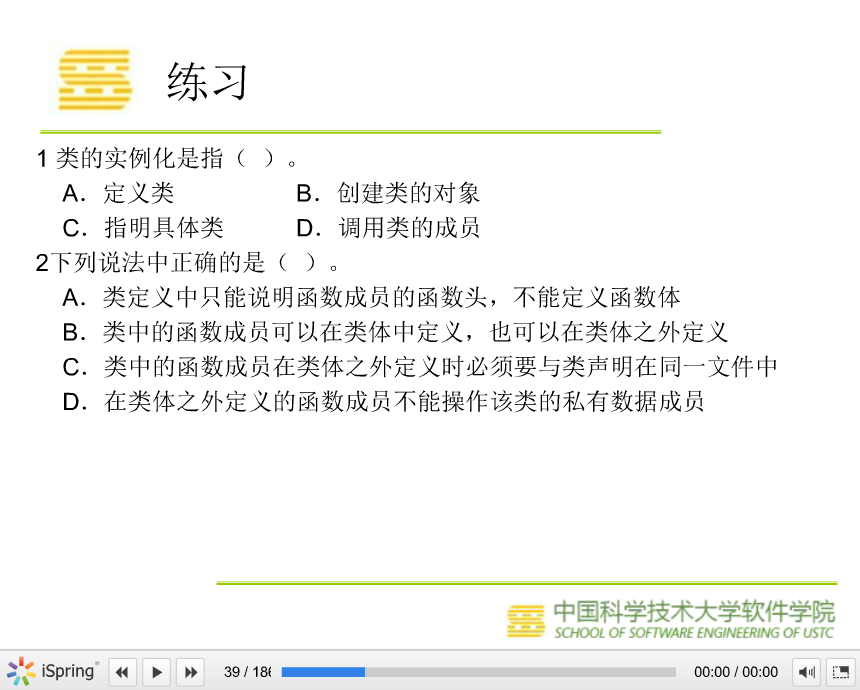 练习
1 类的实例化是指（ ）。
A．定义类 B．创建类的对象
C．指明具体类 D．调用类的成员
2下列说法中正确的是（ ）。
A．类定义中只能说明函数成员的函数头，不能定义函数体
B．类中的函数成员可以在类体中定义，也可以在类体之外定义
C．类中的函数成员在类体之外定义时必须要与类声明在同一文件中
D．在类体之外定义的函数成员不能操作该类的私有数据成员
中国科学技术大学软件学院
SCHOOL OF SOFTWARE ENGINEERING OF USTC
iSpring 39 / 186 00:00 / 00:00